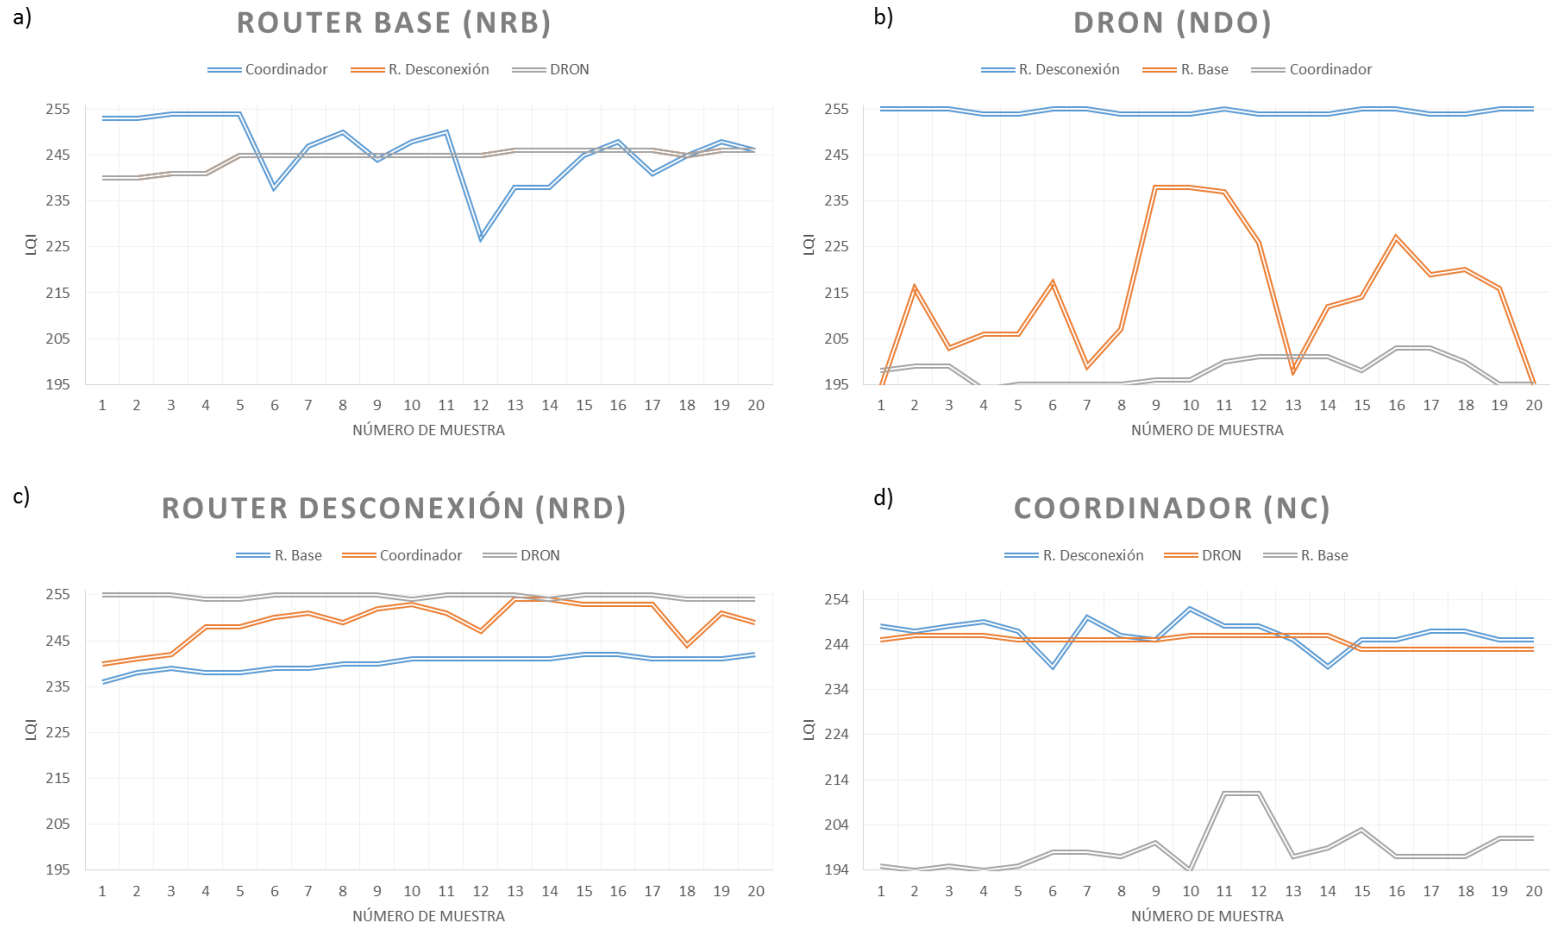 a)
ROUTER BASE (NRB)
Coordinador R. Desconexión DRON
LQI
255
245
235
225
215
205
195
1 2 3 4 5 6 7 8 9 10 11 12 13 14 15 16 17 18 19 20
NÚMERO DE MUESTRA
b)
DRON (NDO)
R. Desconexión R. Base Coordinador
LQI
255
245
235
225
215
205
195
1 2 3 4 5 6 7 8 9 10 11 12 13 14 15 16 17 18 19 20
NÚMERO DE MUESTRA
c)
ROUTER DESCONEXIÓN (NRD)
R. Base Coordinador DRON
LQI
255
245
235
225
215
205
195
1 2 3 4 5 6 7 8 9 10 11 12 13 14 15 16 17 18 19 20
NÚMERO DE MUESTRA
d)
COORDINADOR (NC)
R. Desconexión DRON R. Base
LQI
254
244
234
224
214
204
194
1 2 3 4 5 6 7 8 9 10 11 12 13 14 15 16 17 18 19 20
NÚMERO DE MUESTRA